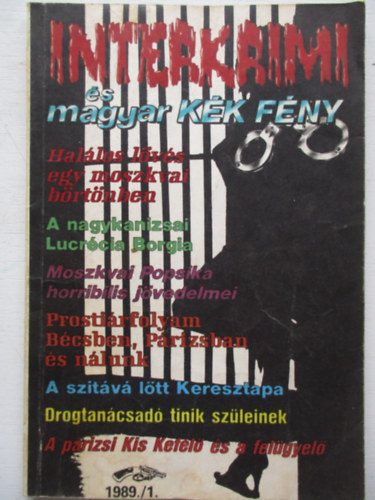 INTERKRIMI
és
magyar KÉK FÉNY
Halálos lövés
egy moszkvai
börtönben
A nagykanizsai
Lucrécia Borgia
Moszkvai Popsika
horribilis jövedelmei
Prostiárfolyam
Bécsben, Párizsban
és nálunk
A szitává lőtt Keresztapa
Drogtanácsadó tinik szüleinek
A párizsi Kis Kefélő és a felügyelő
1989./1.